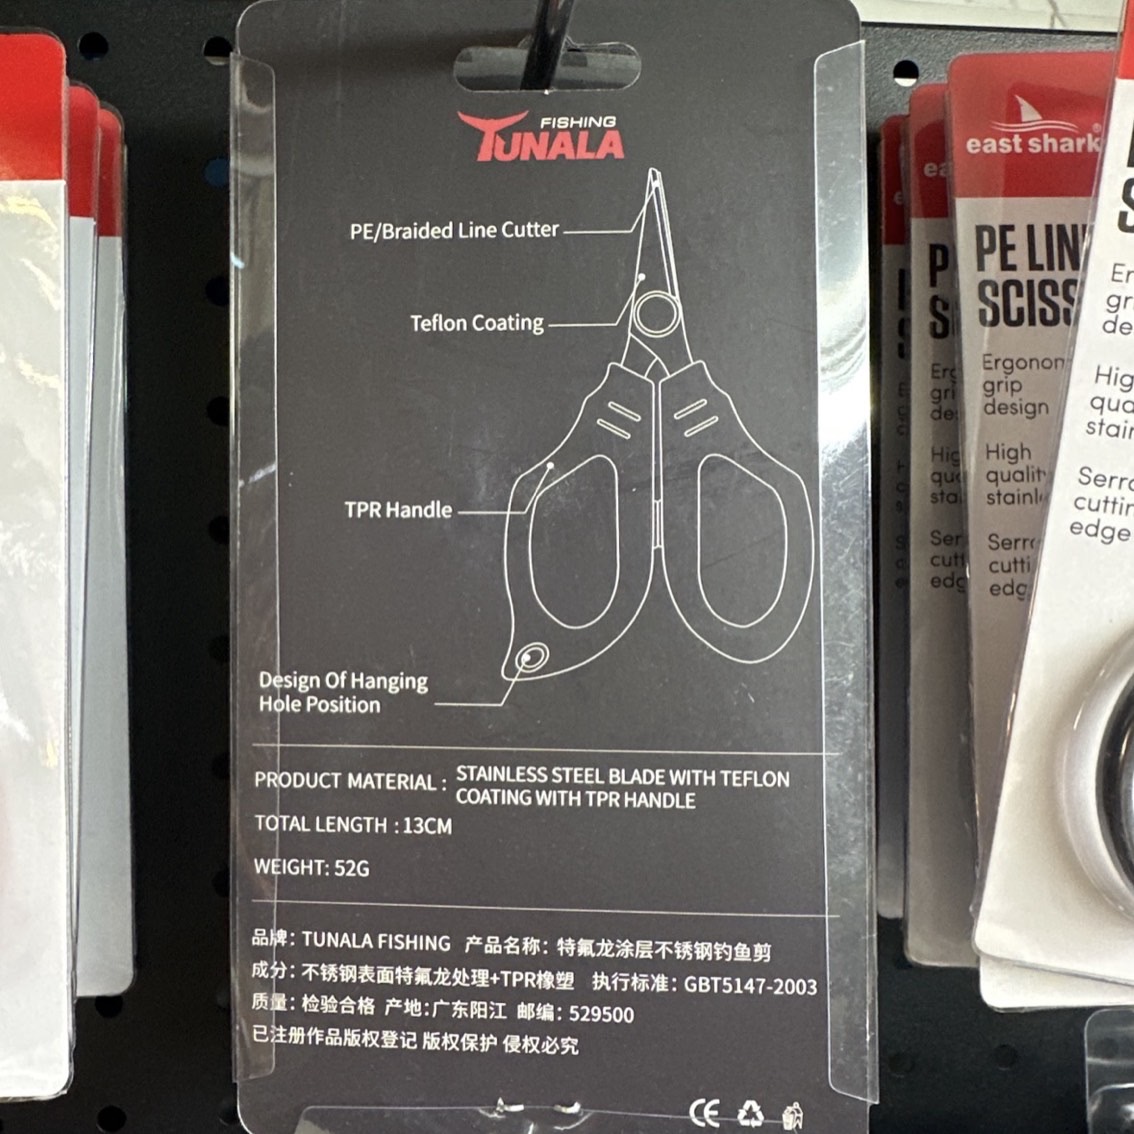 FISHING
TUNALA
PE/Braided Line Cutter
Teflon Coating
TPR Handle
Design Of Hanging
Hole Position
PRODUCT MATERIAL : STAINLESS STEEL BLADE WITH TEFLON
COATING WITH TPR HANDLE
TOTAL LENGTH : 13CM
WEIGHT: 52G
品牌: TUNALA FISHING 产品名称: 特氟龙涂层不锈钢钓鱼剪
成分: 不锈钢表面特氟龙处理+TPR橡塑 执行标准: GBT5147-2003
质量: 检验合格 产地:广东阳江 邮编: 529500
已注册作品版权登记 版权保护 侵权必究
CE
east shark®
PE LIN
SCISS
Ergonom
grip
design
High
quality
stainl
Serr
cutti
edg